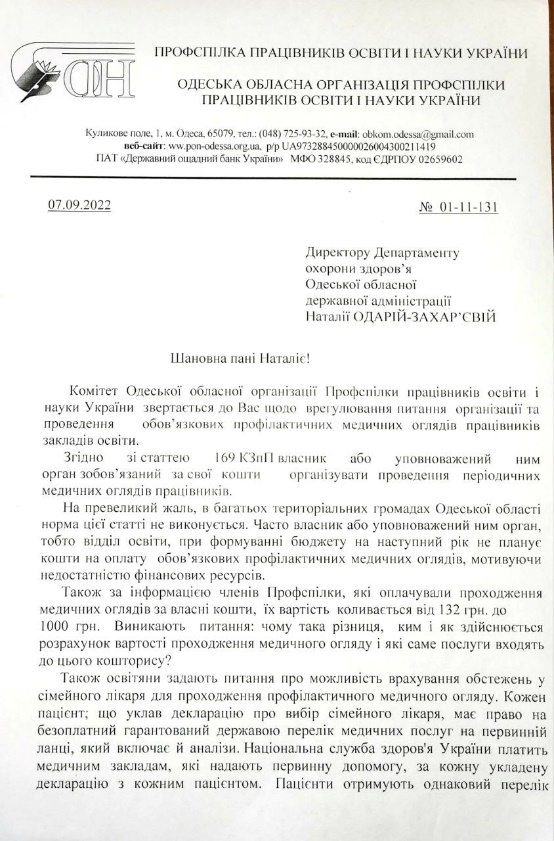 ПРОФСПІЛКА ПРАЦІВНИКІВ ОСВІТИ І НАУКИ УКРАЇНИ
ОДЕСЬКА ОБЛАСНА ОРГАНІЗАЦІЯ ПРОФСПІЛКИ
ПРАЦІВНИКІВ ОСВІТИ І НАУКИ УКРАЇНИ
Куликове поле, 1, м. Одеса, 65079, тел.: (048) 725-93-32, e-mail: obkom.odessa@gmail.com
веб-сайт: ww.pon-odessa.org.ua, р/р UA973288450000026004300211419
ПАТ «Державний ощадний банк України» МФО 328845, код ЄДРПОУ 02659602
07.09.2022
№ 01-11-131
Директору Департаменту
охорони здоров'я
Одеської обласної
державної адміністрації
Наталії ОДАРІЙ-ЗАХАР'ЄВІЙ
Шановна пані Наталіє!
Комітет Одеської обласної організації Профспілки працівників освіти і
науки України звертається до Вас щодо врегулювання питання організації та
проведення обов'язкових профілактичних медичних оглядів працівників
закладів освіти.
Згідно зі статтею 169 КЗпП власник або уповноважений ним
орган зобов'язаний за свої кошти організувати проведення періодичних
медичних оглядів працівників.
На превеликий жаль, в багатьох територіальних громадах Одеської області
норма цієї статті не виконується. Часто власник або уповноважений ним орган,
тобто відділ освіти, при формуванні бюджету на наступний рік не планує
кошти на оплату обов'язкових профілактичних медичних оглядів, мотивуючи
недостатністю фінансових ресурсів.
Також за інформацією членів Профспілки, які оплачували проходження
медичних оглядів за власні кошти, їх вартість коливається від 132 грн. до
1000 грн. Виникають питання: чому така різниця, ким і як здійснюється
розрахунок вартості проходження медичного огляду і які саме послуги входять
до цього кошторису?
Також освітяни задають питання про можливість врахування обстежень у
сімейного лікаря для проходження профілактичного медичного огляду. Кожен
пацієнт; що уклав декларацію про вибір сімейного лікаря, має право на
безоплатний гарантований державою перелік медичних послуг на первинній
ланці, який включає й аналізи. Національна служба здоров'я України платить
медичним закладам, які надають первинну допомогу, за кожну укладену
декларацію з кожним пацієнтом. Пацієнти отримують однаковий перелік